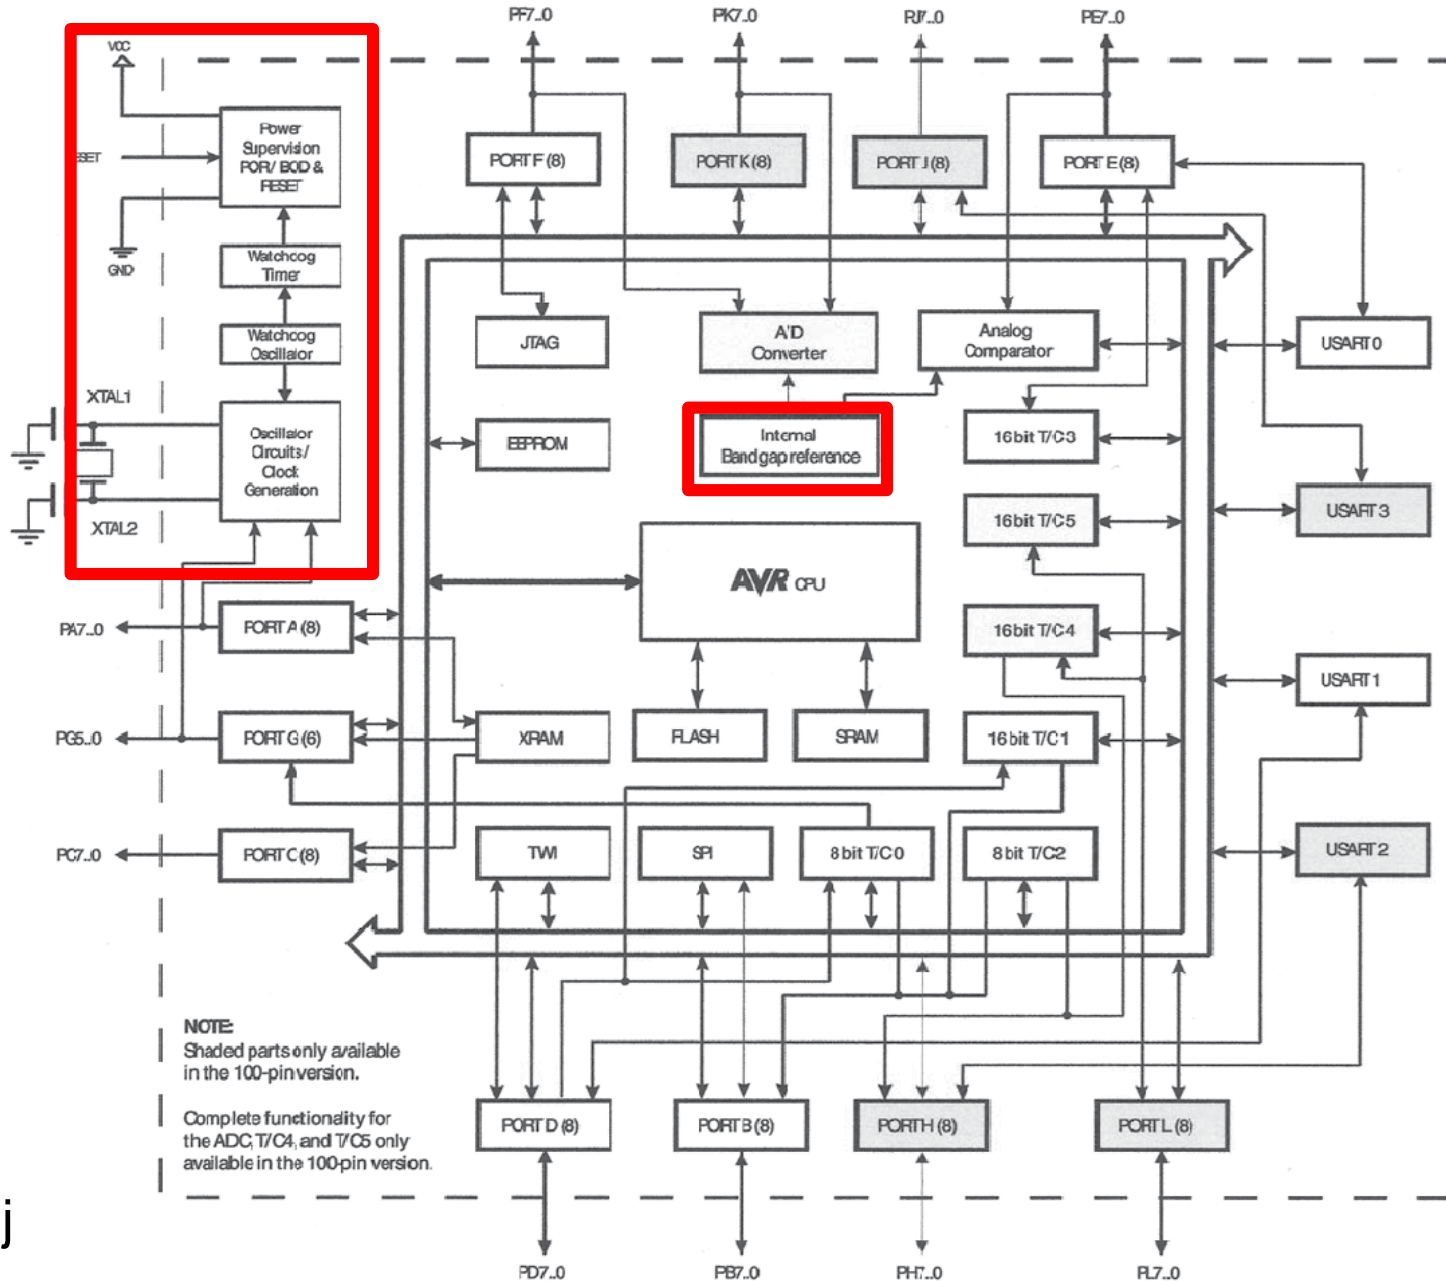 PF7..0
PK7..0
PJ7..0
PE7..0
VCC
Power
Supervision
POR/ BOD &
RESET
GND
Watchdog
Timer
Watchdog
Oscillator
XTAL1
Oscillator
Circuits/
Clock
Generation
XTAL2
PORT F (8)
PORT K (8)
PORT J (8)
PORT E (8)
JTAG
A/D
Converter
Analog
Comparator
USART 0
EEPROM
Internal
Bandgap reference
16bit T/C3
16bit T/C5
USART 3
AVR CPU
PA7..0
PORT A (8)
16bit T/C4
USART 1
PG5..0
PORT G (6)
XRAM
FLASH
SRAM
16bit T/C1
PC7..0
PORT C (8)
TWI
SPI
8bit T/C0
8bit T/C2
USART 2
NOTE:
Shaded parts only available
in the 100-pin version.
Complete functionality for
the ADC, T/C4, and T/C5 only
available in the 100-pin version.
PORT D (8)
PORT B (8)
PORT H (8)
PORT L (8)
j
PD7..0
PB7..0
PH7..0
PL7..0